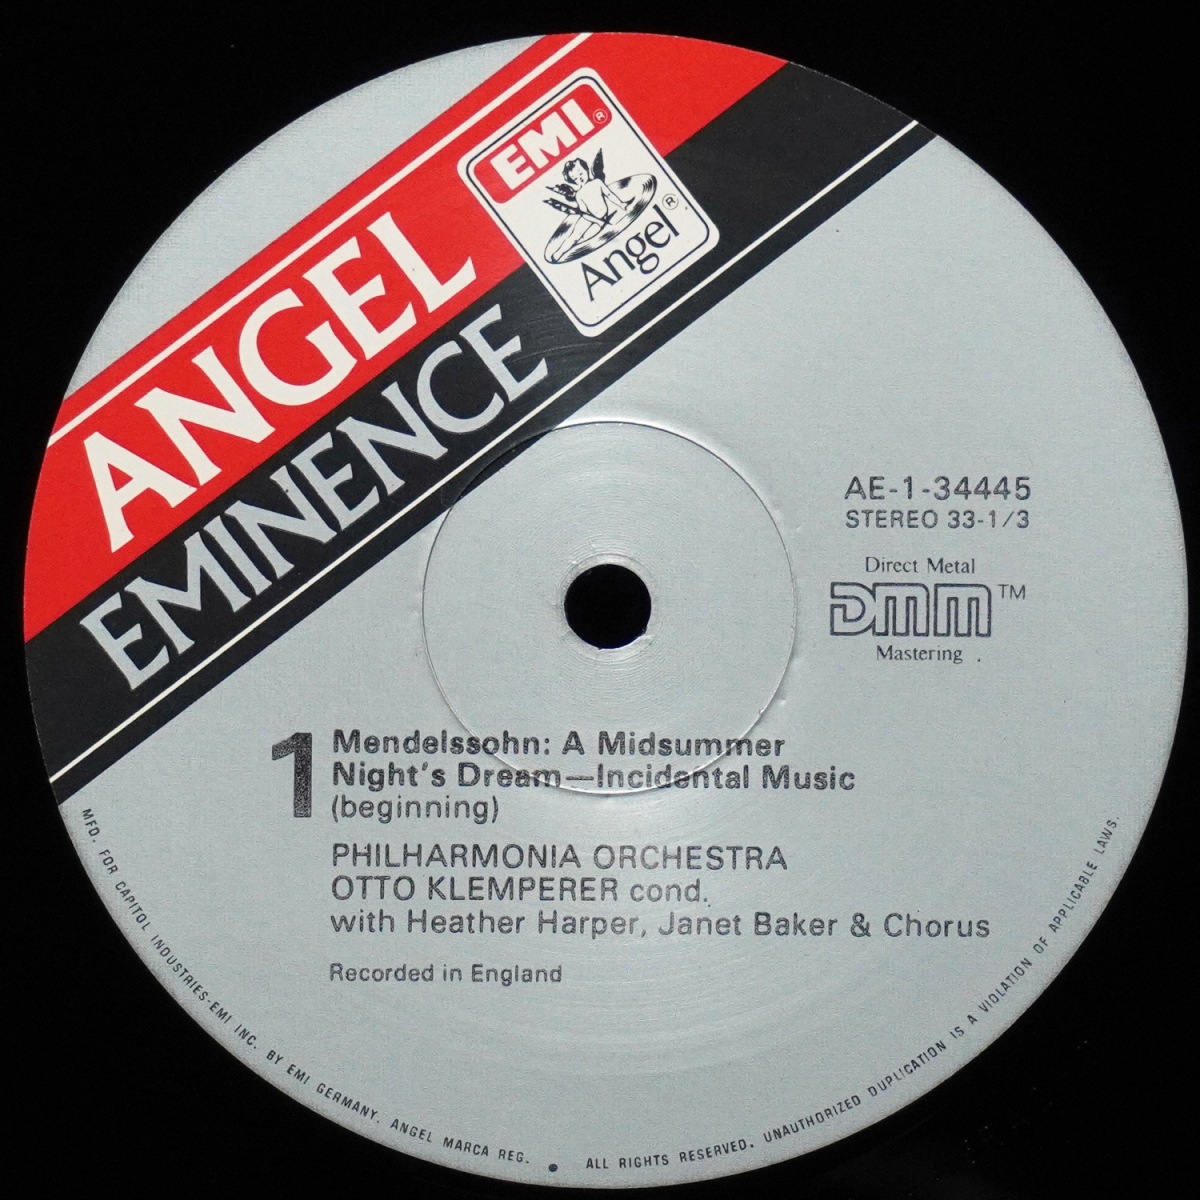 EMI®
Angel®
ANGEL
EMINENCE
AE-1-34445
STEREO 33-1/3
Direct Metal
DMM™
Mastering
1
Mendelssohn: A Midsummer
Night's Dream—Incidental Music
(beginning)
PHILHARMONIA ORCHESTRA
OTTO KLEMPERER cond.
with Heather Harper, Janet Baker & Chorus
Recorded in England
MFD. FOR CAPITOL INDUSTRIES-EMI INC. BY EMI GERMANY. ANGEL MARCA REG. • ALL RIGHTS RESERVED. UNAUTHORIZED DUPLICATION IS A VIOLATION OF APPLICABLE LAWS.